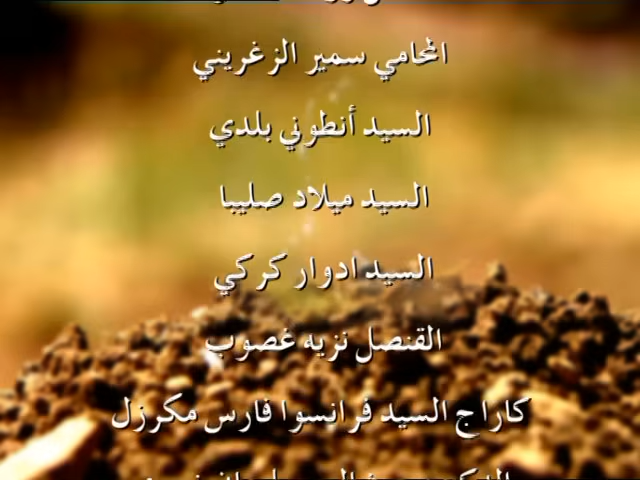 المحامي سمير الزغريني
السيد أنطوني بلدي
السيد ميلاد صليبا
السيد ادوار كركي
القنصل نزيه غصوب
كاراج السيد فرانسوا فارس مكرزل